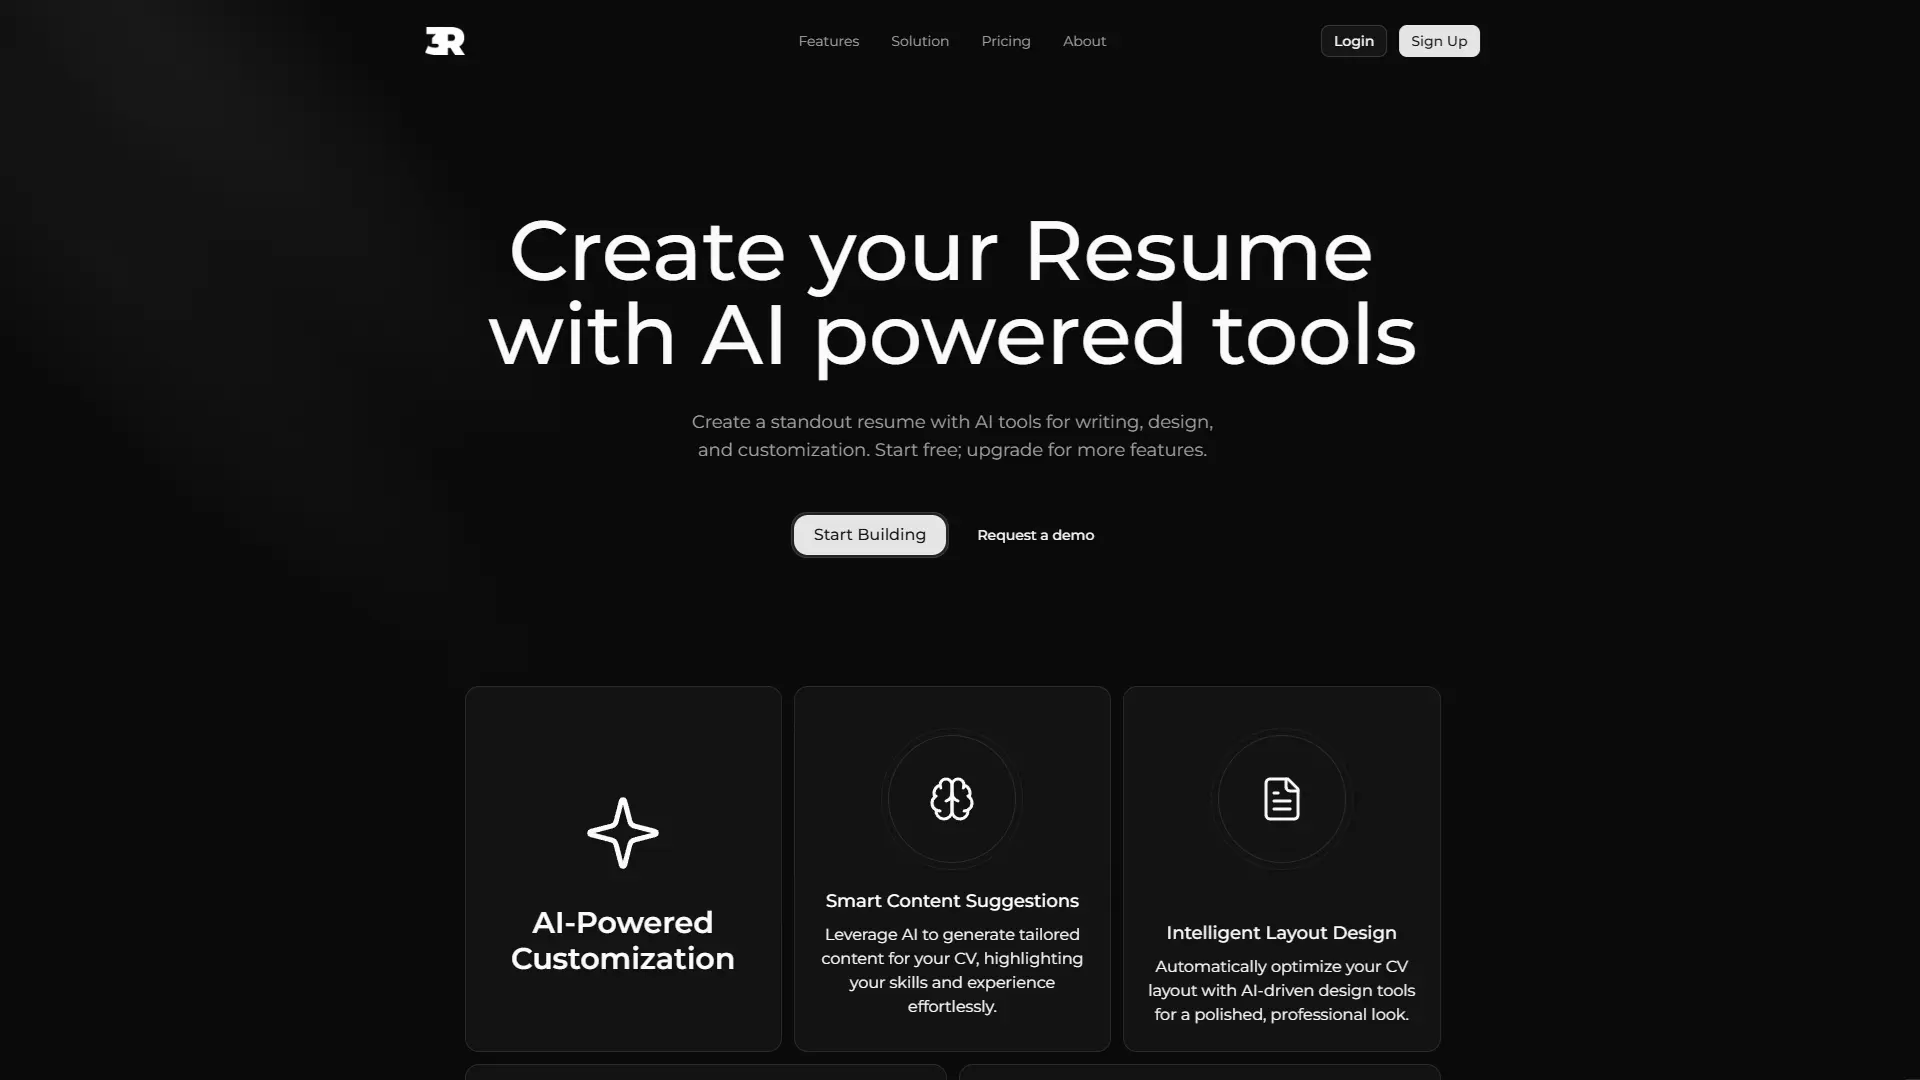 3R
Features
Solution
Pricing
About
Login
Sign Up
Create your Resume
with AI powered tools
Create a standout resume with AI tools for writing, design,
and customization. Start free; upgrade for more features.
Start Building
Request a demo
AI-Powered
Customization
Smart Content Suggestions
Leverage AI to generate tailored
content for your CV, highlighting
your skills and experience
effortlessly.
Intelligent Layout Design
Automatically optimize your CV
layout with AI-driven design tools
for a polished, professional look.